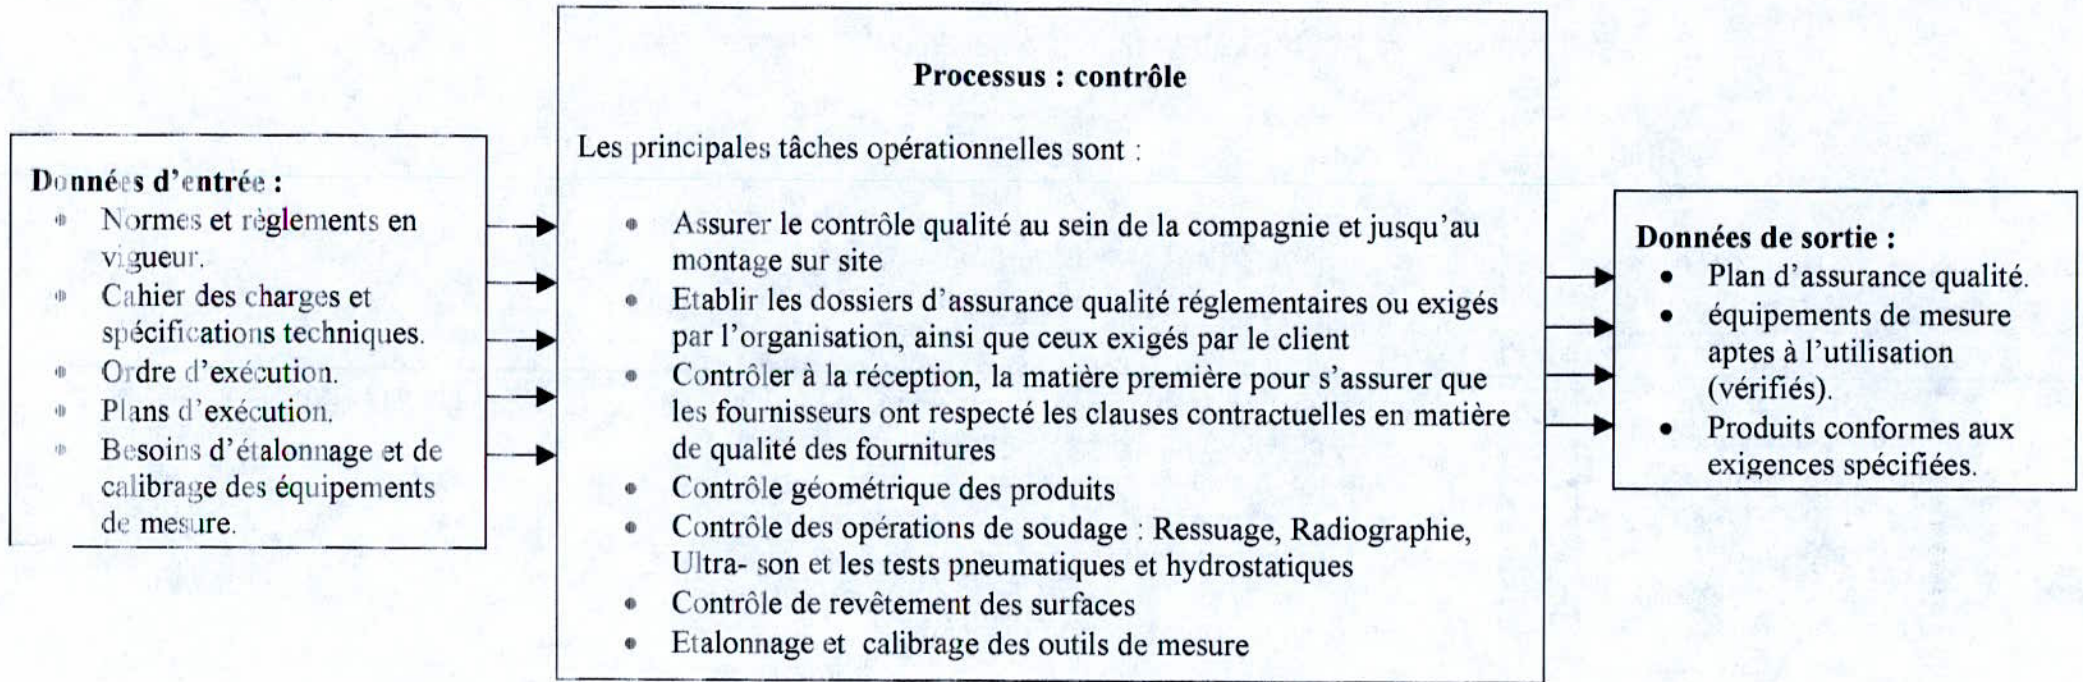 Données d'entrée :
Normes et règlements en
vigueur.
Cahier des charges et
spécifications techniques.
Ordre d'exécution.
Plans d'exécution.
Besoins d'étalonnage et de
calibrage des équipements
de mesure.
Processus : contrôle
Les principales tâches opérationnelles sont :
Assurer le contrôle qualité au sein de la compagnie et jusqu'au
montage sur site
Etablir les dossiers d'assurance qualité réglementaires ou exigés
par l'organisation, ainsi que ceux exigés par le client
Contrôler à la réception, la matière première pour s'assurer que
les fournisseurs ont respecté les clauses contractuelles en matière
de qualité des fournitures
Contrôle géométrique des produits
Contrôle des opérations de soudage : Ressuage, Radiographie,
Ultra- son et les tests pneumatiques et hydrostatiques
Contrôle de revêtement des surfaces
Etalonnage et calibrage des outils de mesure
Données de sortie :
Plan d'assurance qualité.
équipements de mesure
aptes à l'utilisation
(vérifiés).
Produits conformes aux
exigences spécifiées.